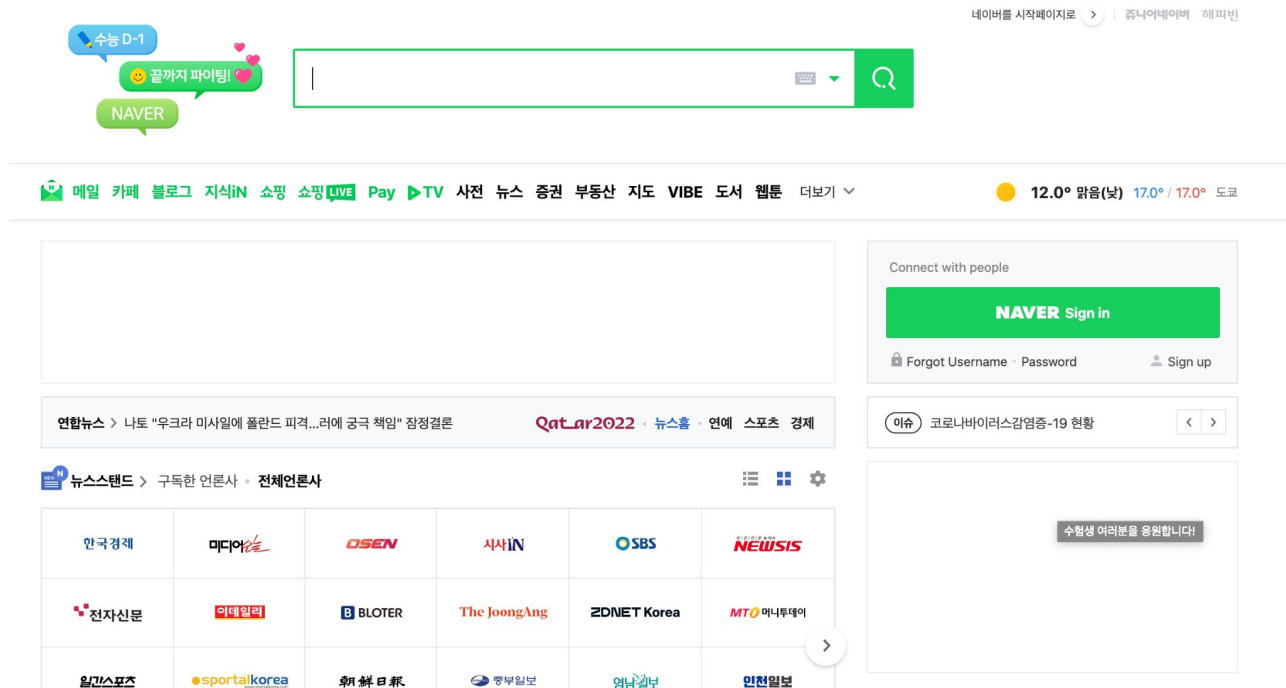 네이버를 시작페이지로
쥬니어네이버 해피빈
수능 D-1
끝까지 파이팅!
NAVER
메일 카페 블로그 지식iN 쇼핑 쇼핑 LIVE Pay TV 사전 뉴스 증권 부동산 지도 VIBE 도서 웹툰 더보기
12.0° 맑음(낮) 17.0° / 17.0° 도쿄
Connect with people
NAVER Sign in
Forgot Username · Password
Sign up
연합뉴스 > 나토 "우크라 미사일에 폴란드 피격...러에 궁극 책임" 잠정결론
Qatar2022 · 뉴스홈 · 연예 스포츠 경제
이슈 코로나바이러스감염증-19 현황
뉴스스탠드 > 구독한 언론사 · 전체언론사
수험생 여러분을 응원합니다!
한국경제 미디어오늘 OSEN 시사IN SBS NEWSIS
전자신문 이데일리 B BLOTER The JoongAng ZDNET Korea MTO 머니투데이
일간스포츠 sportalkorea 朝鮮日報 중부일보 영남일보 인천일보